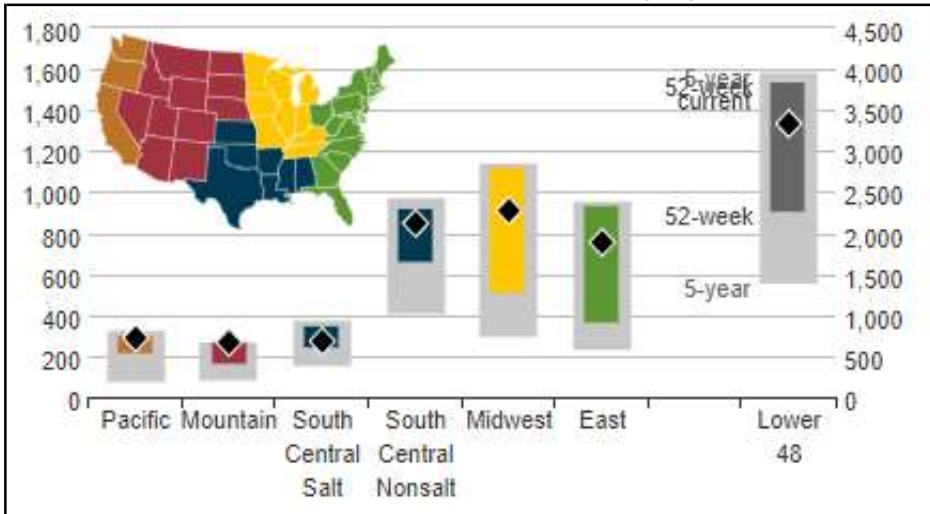 1,800
1,600
1,400
1,200
1,000
800
600
400
200
0
4,500
4,000
3,500
3,000
2,500
2,000
1,500
1,000
500
0
5-year
52-week
current
52-week
5-year
Pacific Mountain South South Midwest East Lower
Central Central 48
Salt Nonsalt